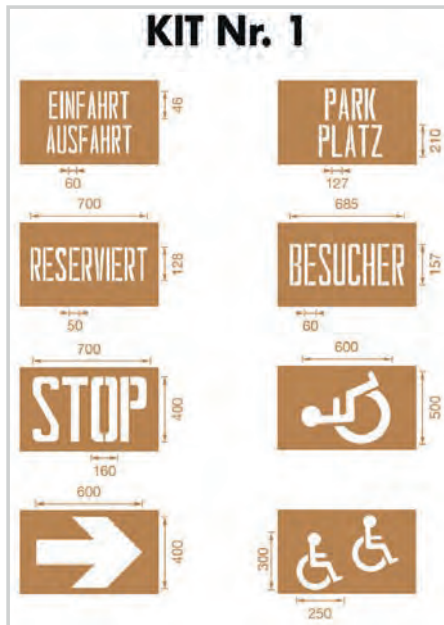 KIT Nr. 1
EINFAHRT
AUSFAHRT
46
60
PARK
PLATZ
210
127
700
RESERVIERT
128
50
685
BESUCHER
157
60
700
STOP
400
160
600
500
600
400
300
250